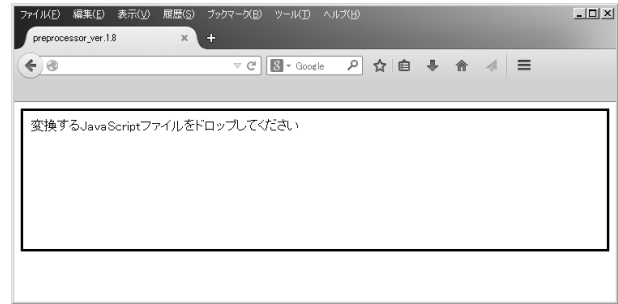 ファイル(F) 編集(E) 表示(V) 履歴(S) ブックマーク(B) ツール(T) ヘルプ(H)
preprocessor_ver.1.8
Google
変換するJavaScriptファイルをドロップしてください